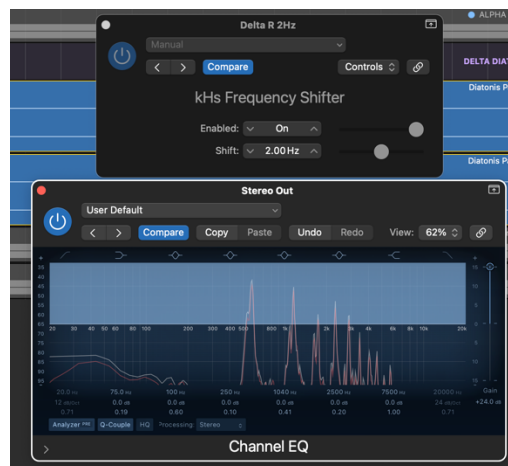 ALPHA
Delta R 2Hz
Manual
Compare
Controls
DELTA DIA
Diatonis P
kHs Frequency Shifter
Enabled: On
Shift: 2.00 Hz
Diatonis P
Stereo Out
User Default
Compare Copy Paste Undo Redo View: 62%
20 30 40 50 60 80 100 200 300 400 500 800 1k 2k 3k 4k 6k 8k 10k 20k
23.0 Hz 75.0 Hz 100 Hz 250 Hz 1040 Hz 2500 Hz 7500 Hz 20000 Hz Gain
12 dB/Oct 0.0 dB 0.0 dB 0.0 dB 0.0 dB 0.0 dB 0.0 dB 24 dB/Oct +24.0 dB
0.71 0.19 0.60 0.10 0.41 0.20 1.00 0.71
Analyzer PRE Q-Couple HQ Processing: Stereo
Channel EQ